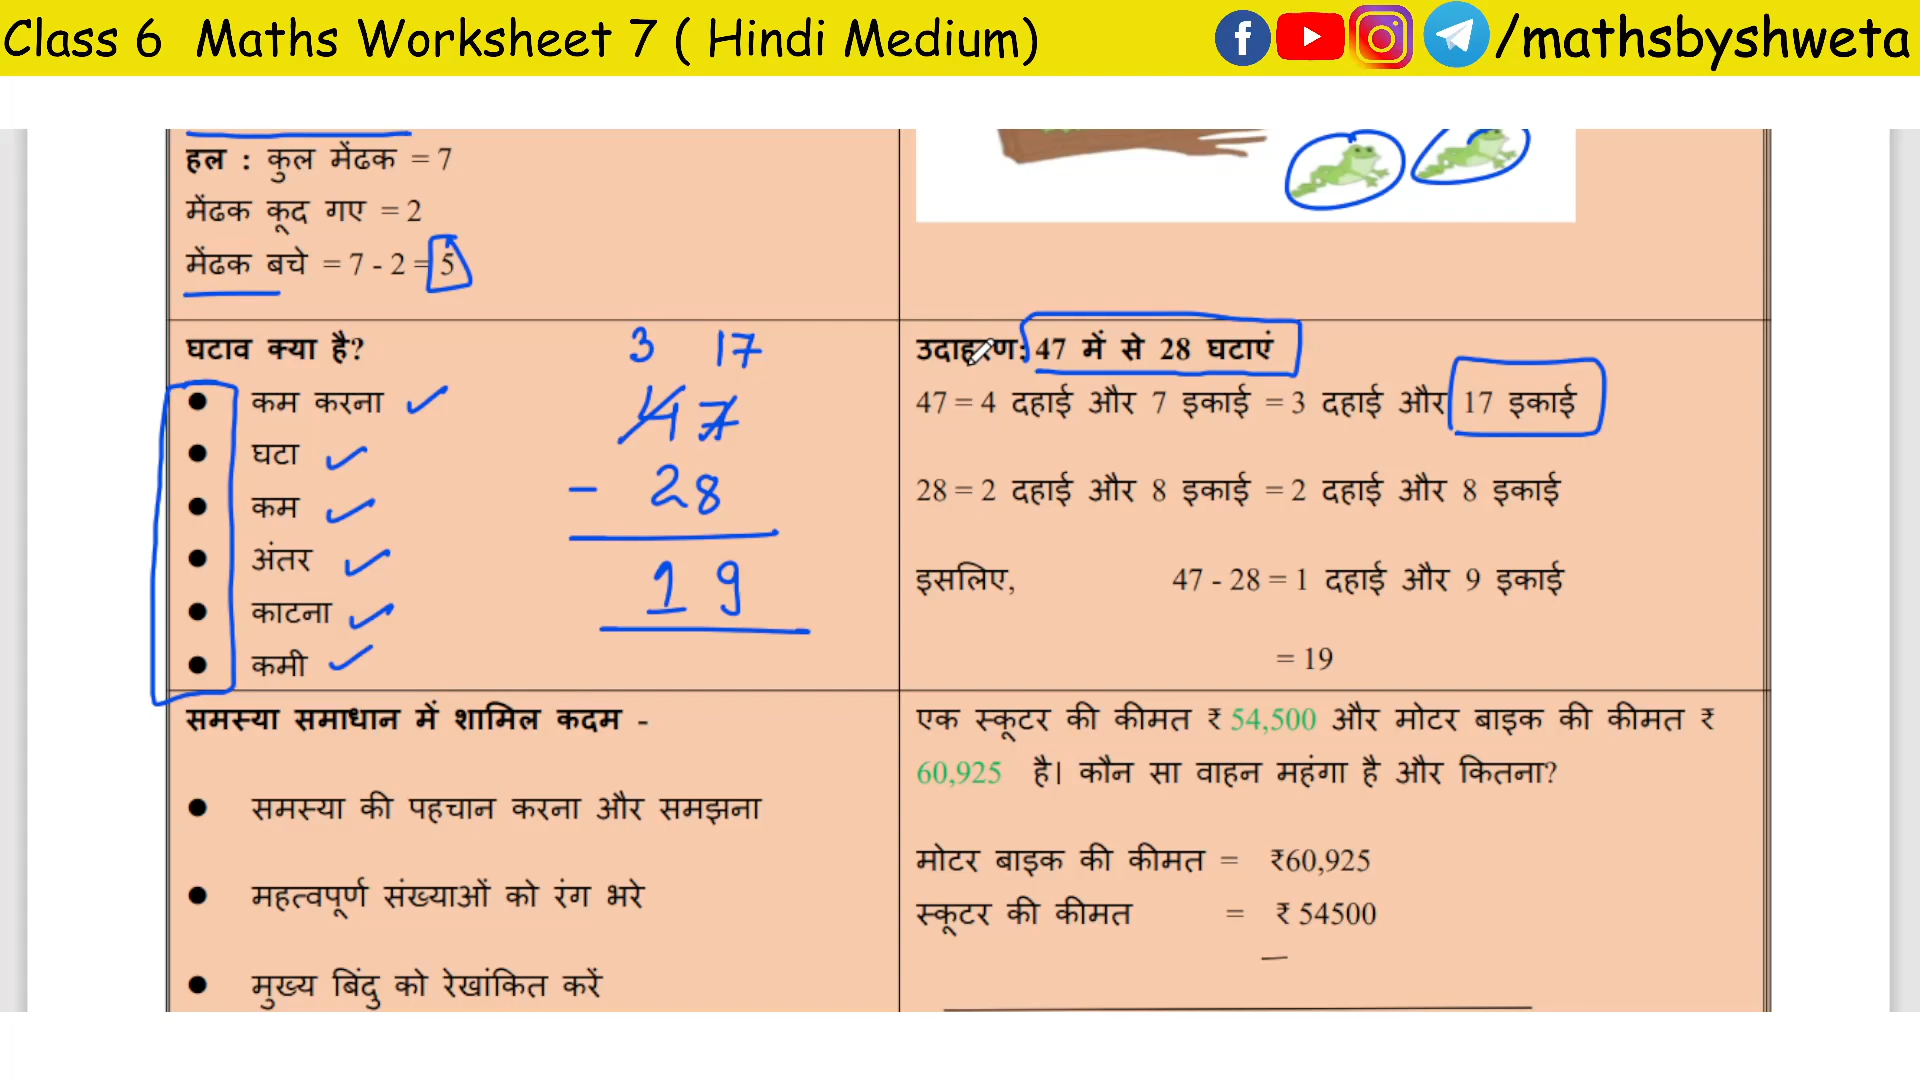 Class 6 Maths Worksheet 7 ( Hindi Medium)
/mathsbyshweta
हल : कुल मेंढक = 7
मेंढक कूद गए = 2
मेंढक बचे = 7 - 2 = 5
घटाव क्या है?
● कम करना
● घटा
● कम
● अंतर
● काटना
● कमी
3 17
47
- 28
19
उदाहरण: 47 में से 28 घटाएं
47 = 4 दहाई और 7 इकाई = 3 दहाई और 17 इकाई
28 = 2 दहाई और 8 इकाई = 2 दहाई और 8 इकाई
इसलिए, 47 - 28 = 1 दहाई और 9 इकाई
= 19
समस्या समाधान में शामिल कदम -
● समस्या की पहचान करना और समझना
● महत्वपूर्ण संख्याओं को रंग भरे
● मुख्य बिंदु को रेखांकित करें
एक स्कूटर की कीमत ₹ 54,500 और मोटर बाइक की कीमत ₹
60,925 है। कौन सा वाहन महंगा है और कितना?
मोटर बाइक की कीमत = ₹60,925
स्कूटर की कीमत = ₹ 54500